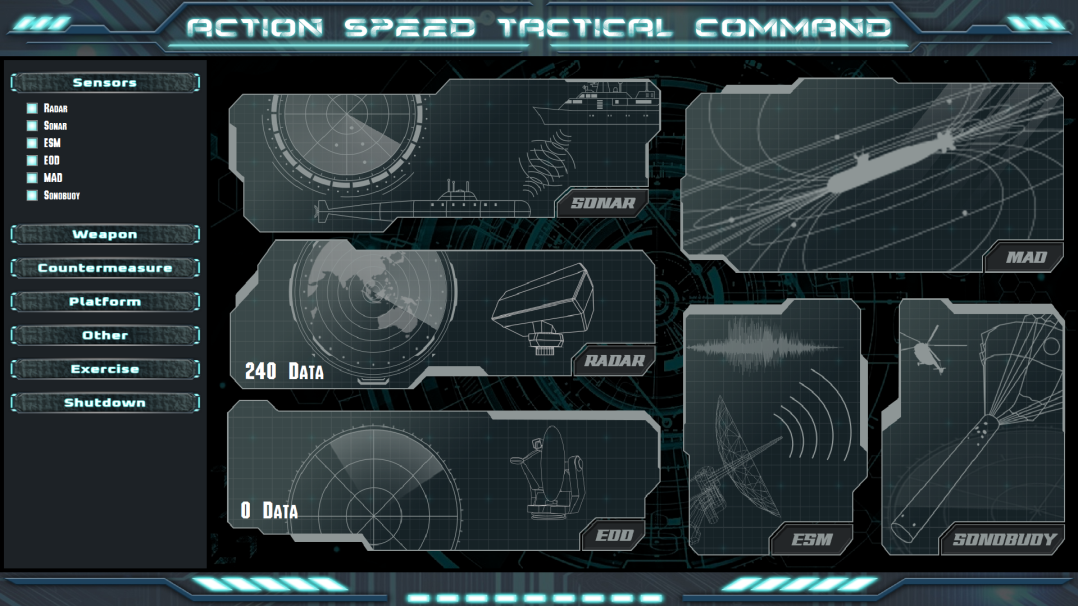 ACTION SPEED TACTICAL COMMAND
Sensors
RADAR
SONAR
ESM
EOD
MAD
SONOBUOY
Weapon
Countermeasure
Platform
Other
Exercise
Shutdown
SONAR
MAD
240 DATA
RADAR
0 DATA
EOD
ESM
SONOBUOY